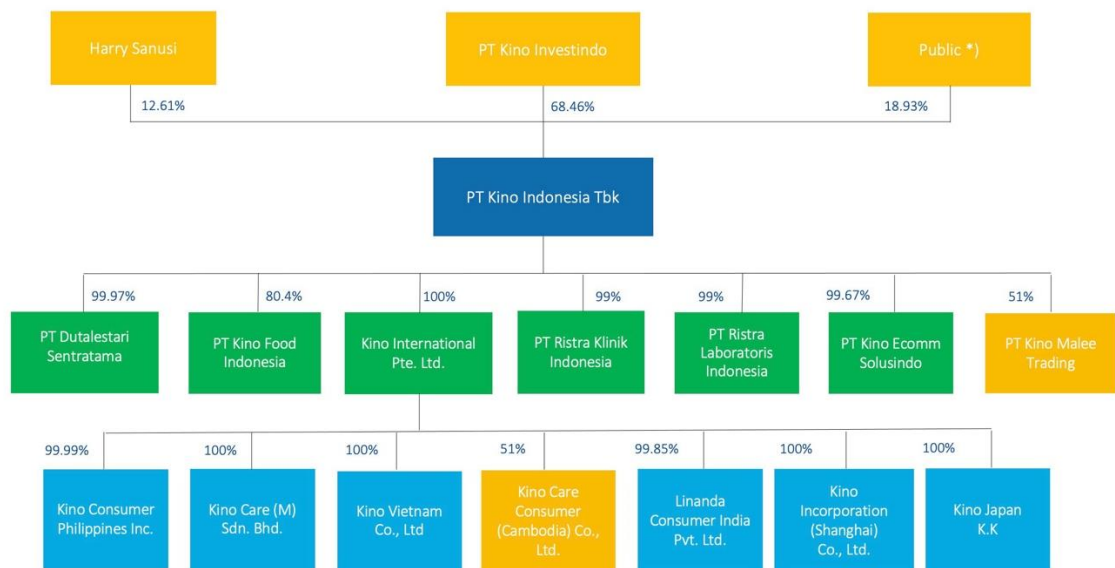 Harry Sanusi
PT Kino Investindo
Public *)
12.61%
68.46%
18.93%
PT Kino Indonesia Tbk
99.97%
80.4%
100%
99%
99%
99.67%
51%
PT Dutalestari
Sentratama
PT Kino Food
Indonesia
Kino International
Pte. Ltd.
PT Ristra Klinik
Indonesia
PT Ristra
Laboratoris
Indonesia
PT Kino Ecomm
Solusindo
PT Kino Malee
Trading
99.99%
100%
100%
51%
99.85%
100%
100%
Kino Consumer
Philippines Inc.
Kino Care (M)
Sdn. Bhd.
Kino Vietnam
Co., Ltd
Kino Care
Consumer
(Cambodia) Co.,
Ltd.
Linanda
Consumer India
Pvt. Ltd.
Kino
Incorporation
(Shanghai)
Co., Ltd.
Kino Japan
K.K